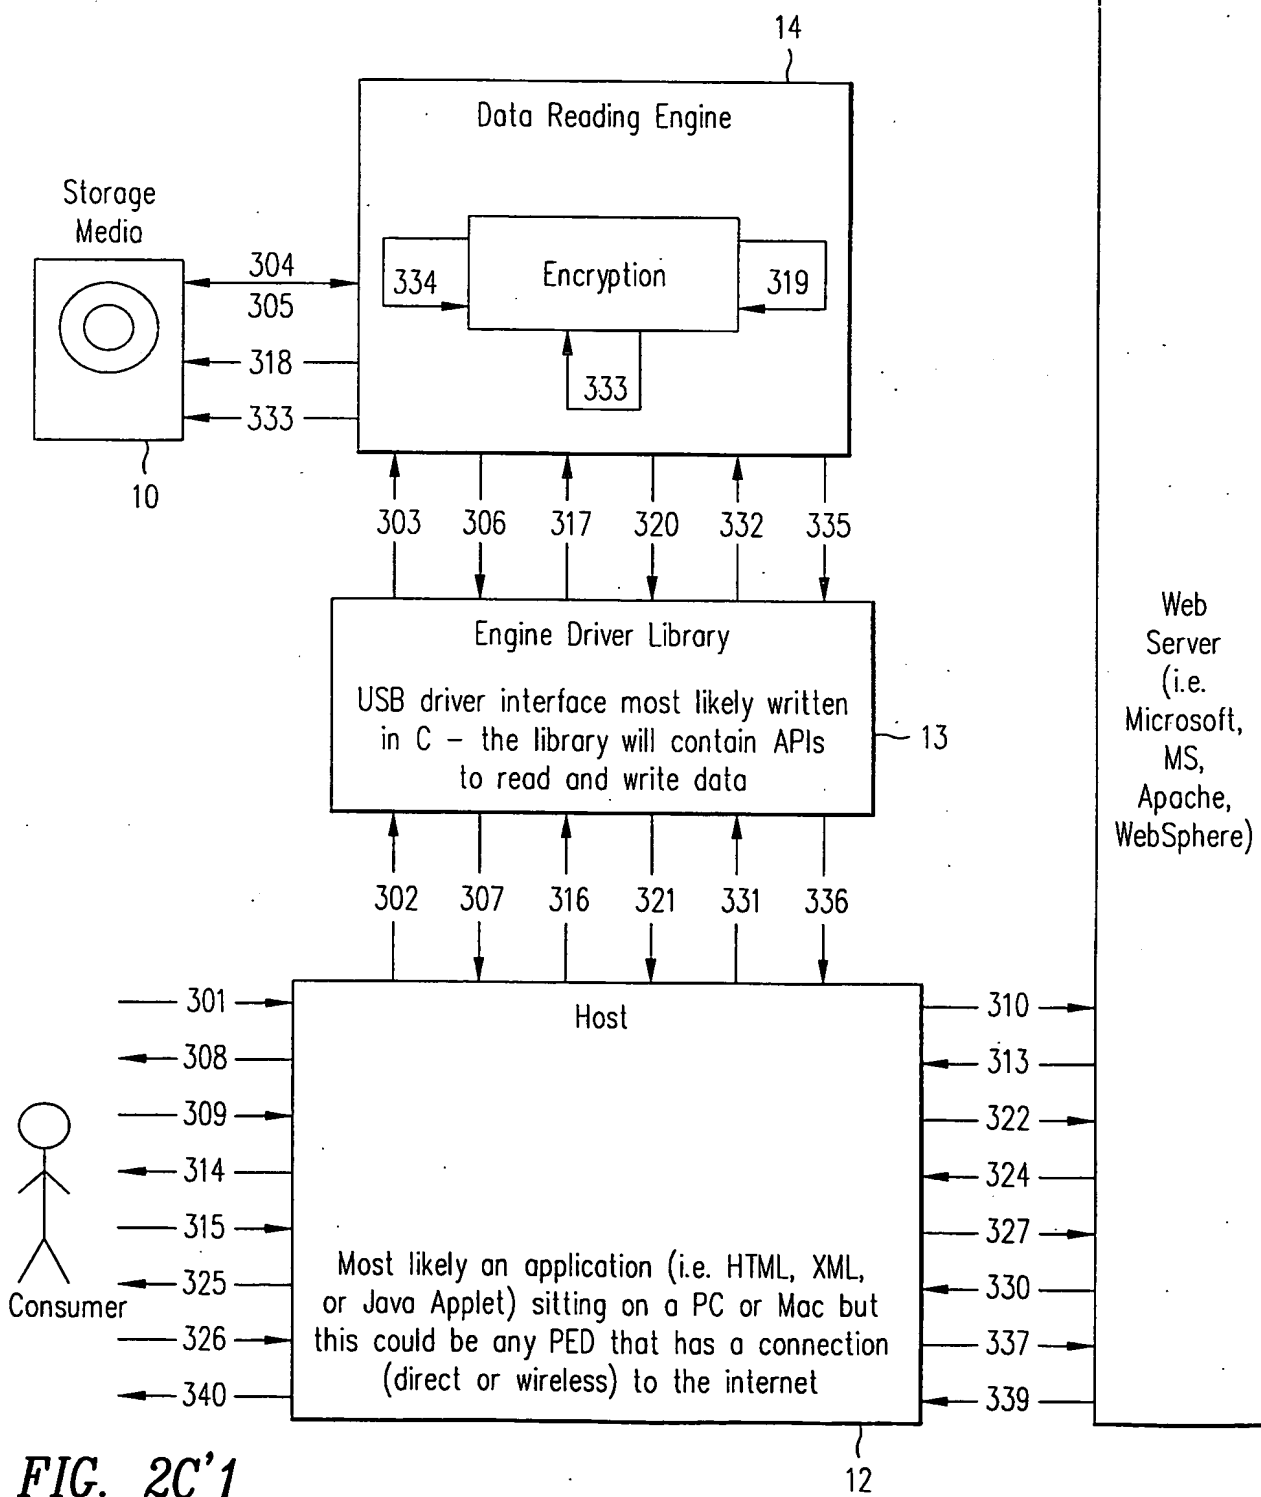 14
Data Reading Engine
Storage
Media
304
305
318
333
10
334
Encryption
319
333
303
306
317
320
332
335
Engine Driver Library
USB driver interface most likely written
in C – the library will contain APIs
to read and write data
13
Web
Server
(i.e.
Microsoft,
MS,
Apache,
WebSphere)
302
307
316
321
331
336
301
308
309
314
315
325
326
340
Consumer
Host
Most likely an application (i.e. HTML, XML,
or Java Applet) sitting on a PC or Mac but
this could be any PED that has a connection
(direct or wireless) to the internet
310
313
322
324
327
330
337
339
12
FIG. 2C'1